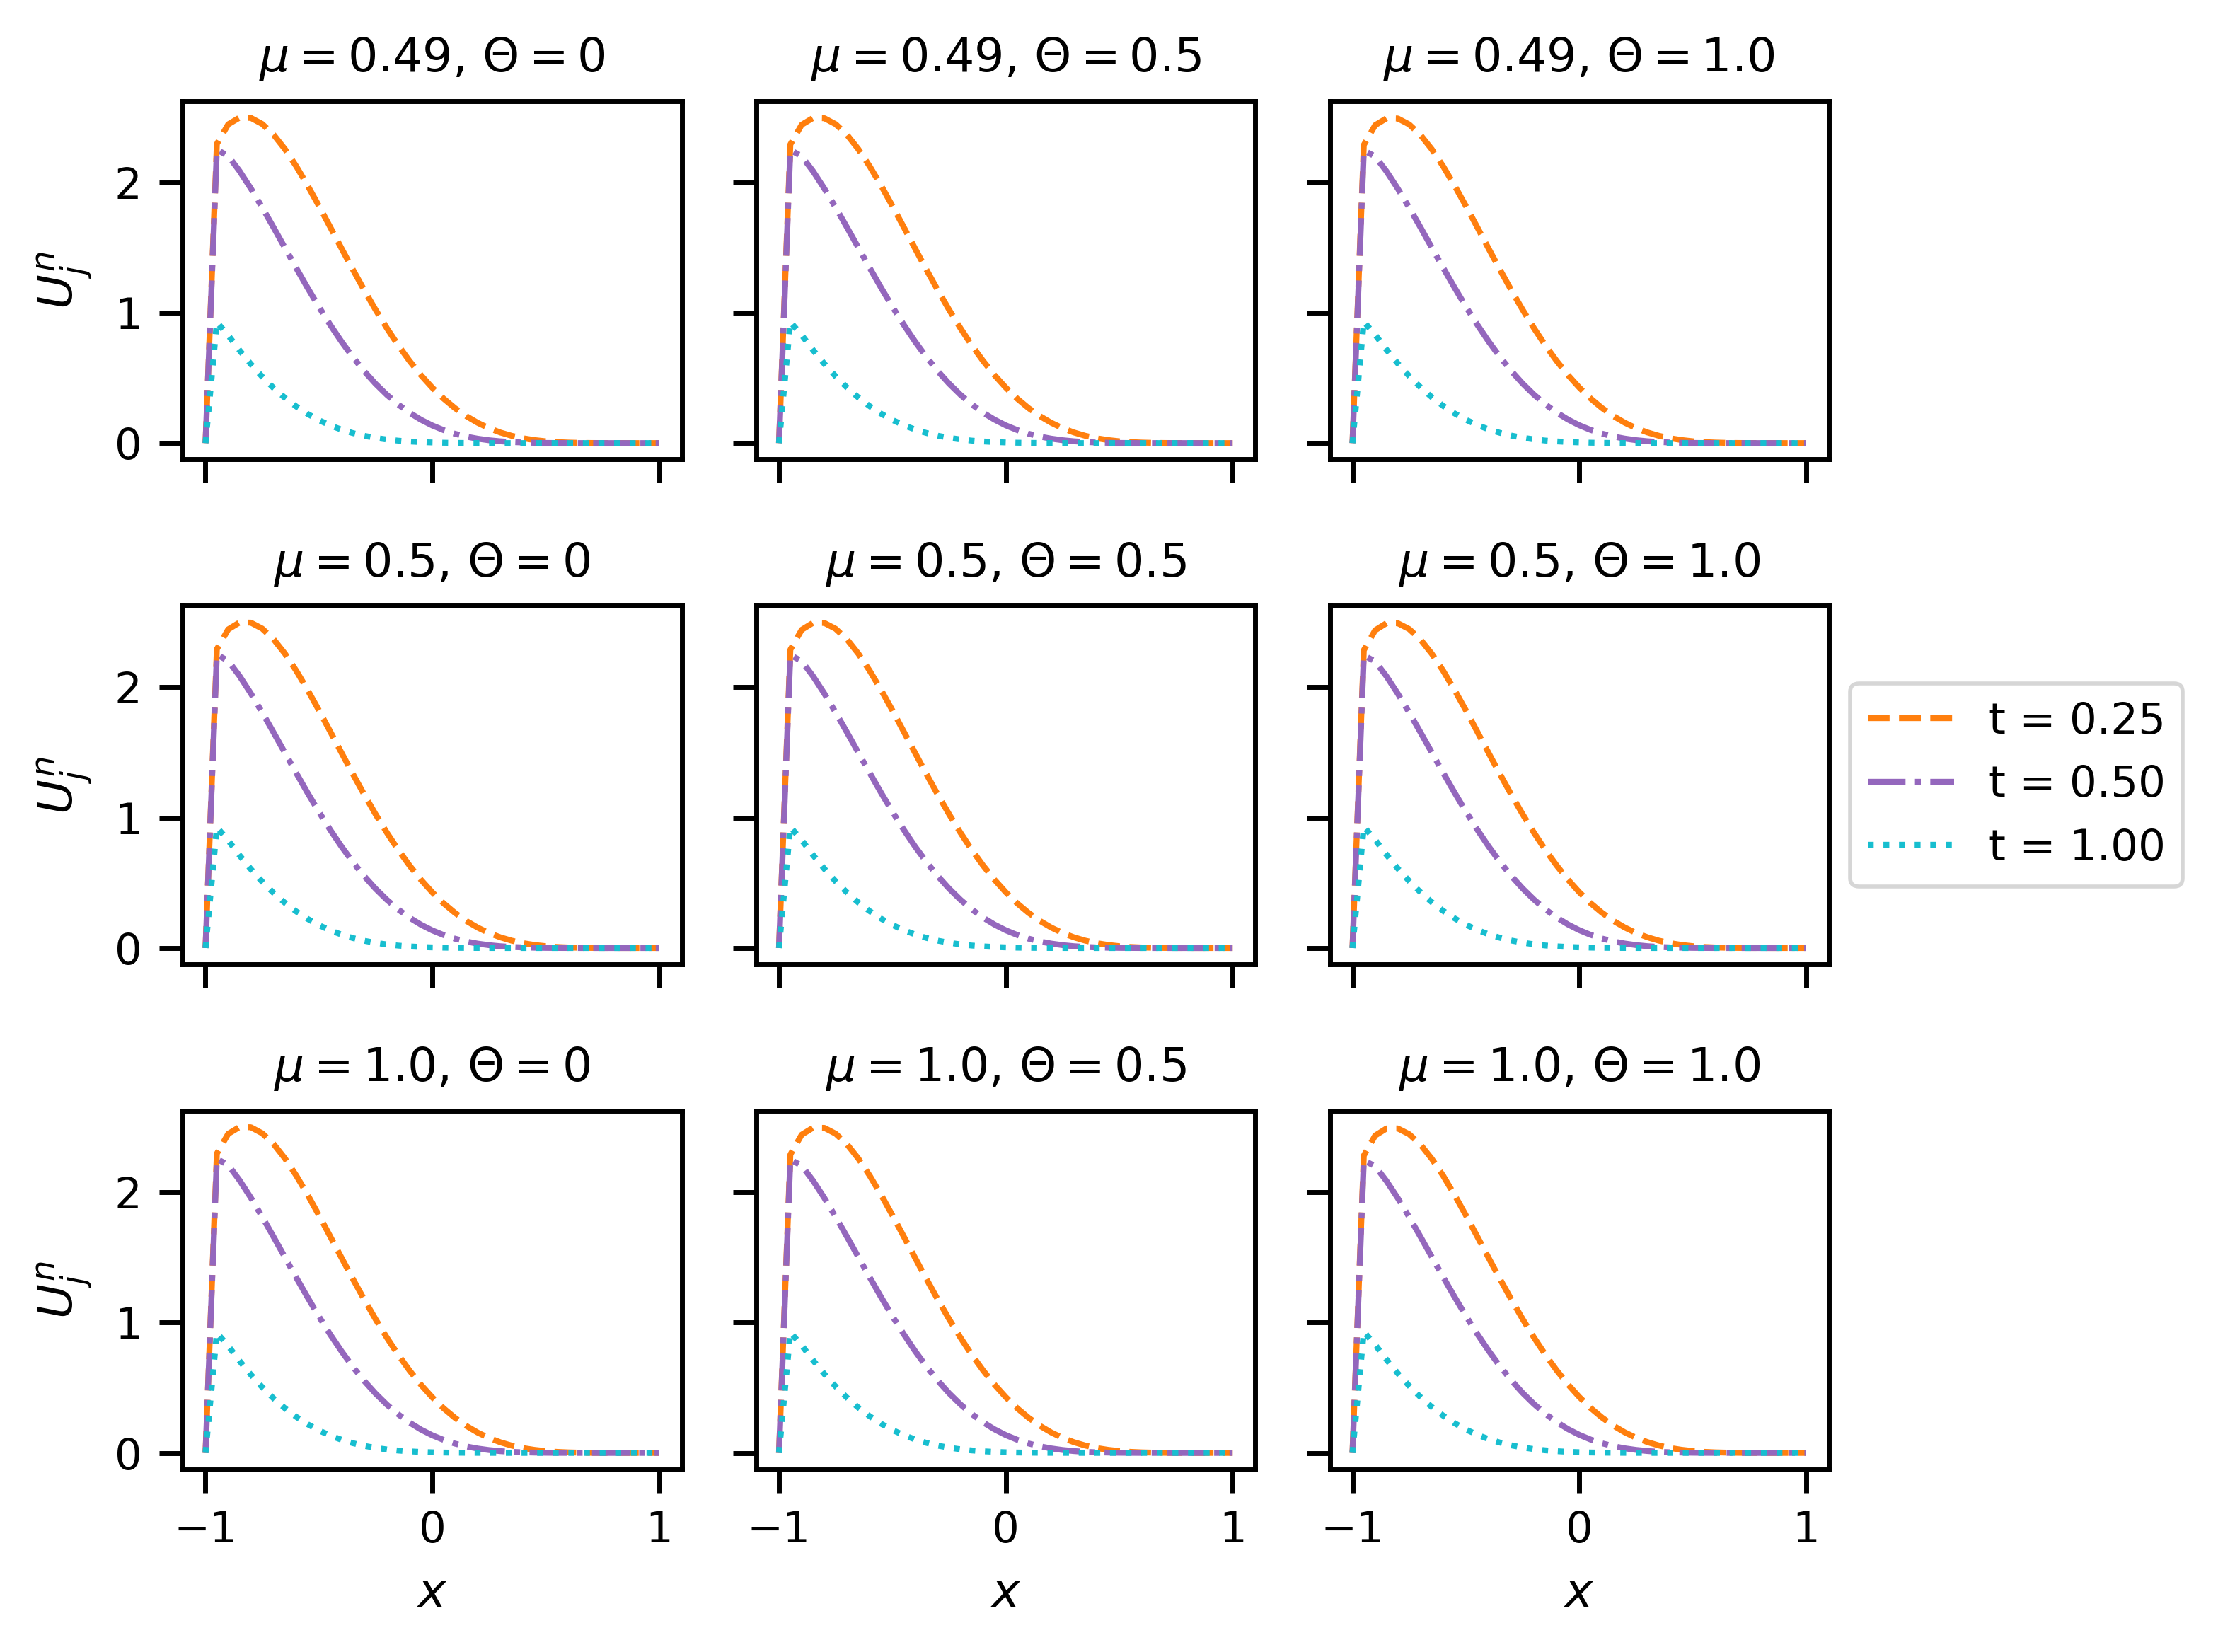 μ = 0.49, Θ = 0
μ = 0.49, Θ = 0.5
μ = 0.49, Θ = 1.0
U_j^n
2
1
0
μ = 0.5, Θ = 0
μ = 0.5, Θ = 0.5
μ = 0.5, Θ = 1.0
U_j^n
2
1
0
t = 0.25
t = 0.50
t = 1.00
μ = 1.0, Θ = 0
μ = 1.0, Θ = 0.5
μ = 1.0, Θ = 1.0
U_j^n
2
1
0
−1 0 1
−1 0 1
−1 0 1
x
x
x